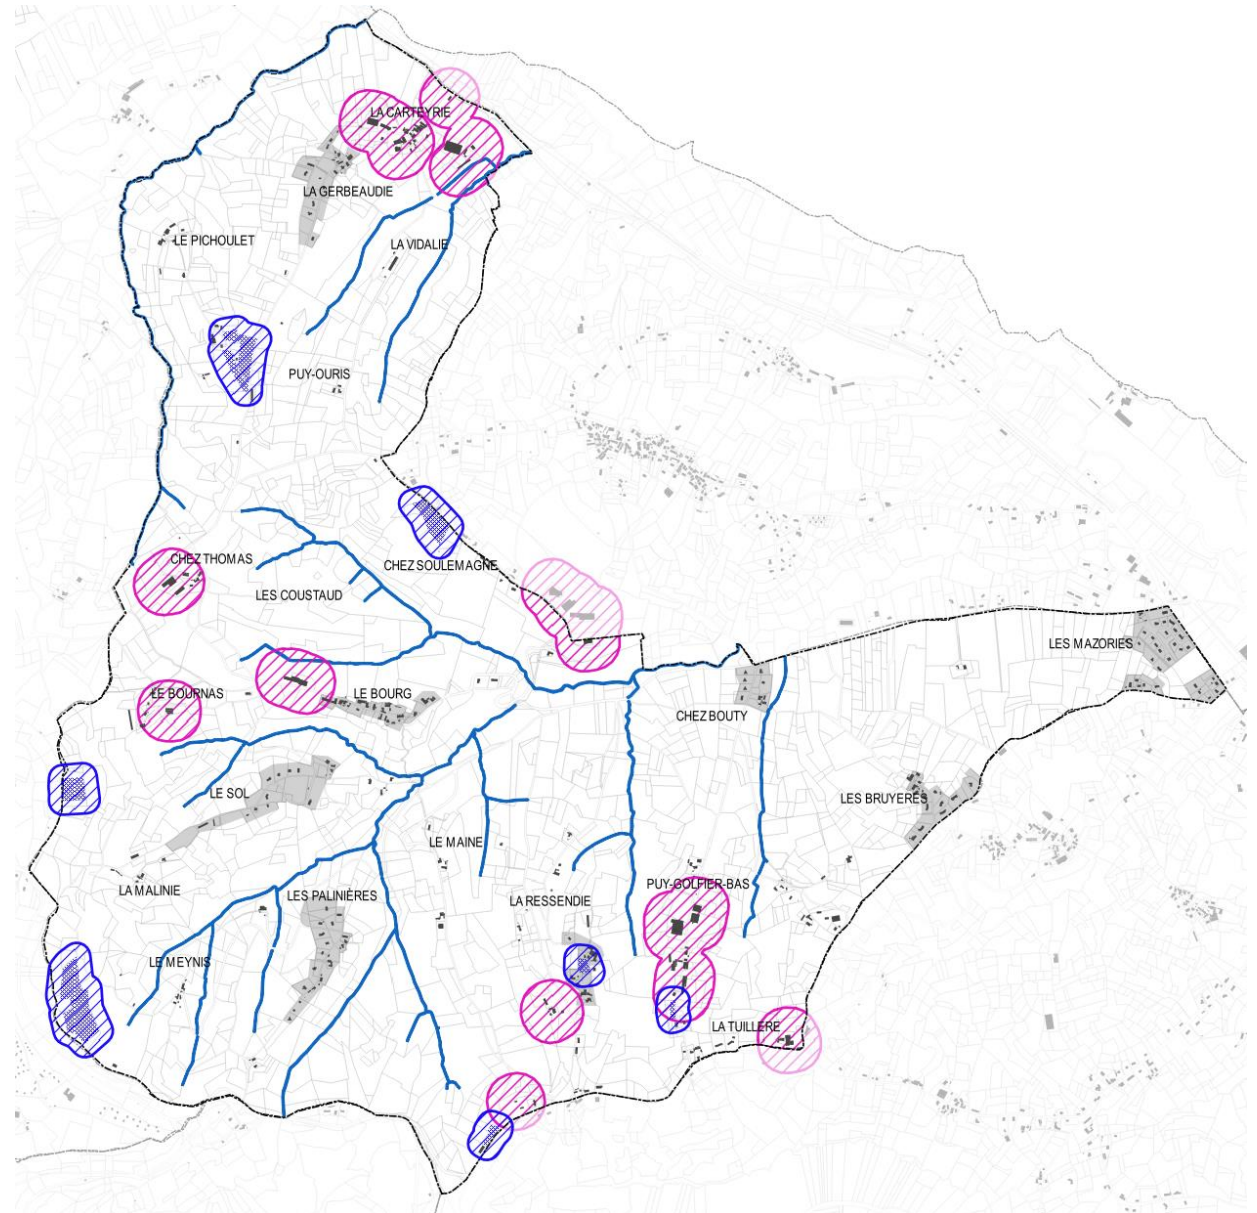 LA CARTEYRIE
LA GERBEAUDIE
LE PICHOULET
LA VIDALIE
PUY-OURIS
CHEZ THOMAS
CHEZ SOULEMAGNE
LES COUSTAUD
LES MAZORIES
LE BOURNAS
LE BOURG
CHEZ BOUTY
LE SOL
LES BRUYERES
LE MAINE
LA MALINIE
LES PALINIÈRES
PUY-GOLFIER-BAS
LA RESSENDIE
LE MEYNIS
LA TUILLERE